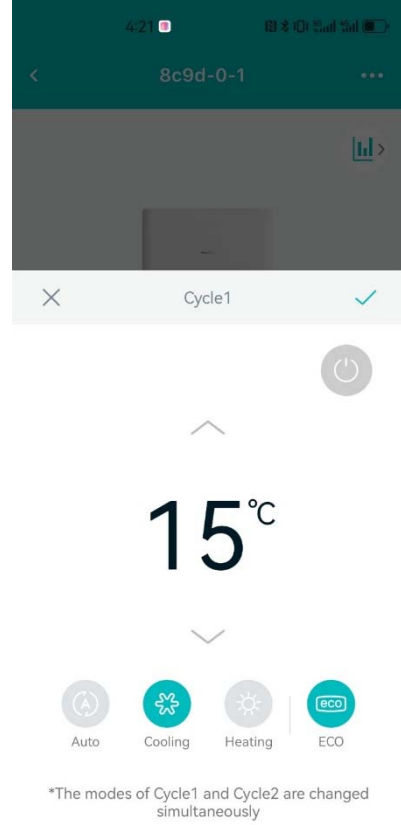 4:21
8c9d-0-1
Cycle1
15°C
Auto
Cooling
Heating
eco
ECO
*The modes of Cycle1 and Cycle2 are changed
simultaneously